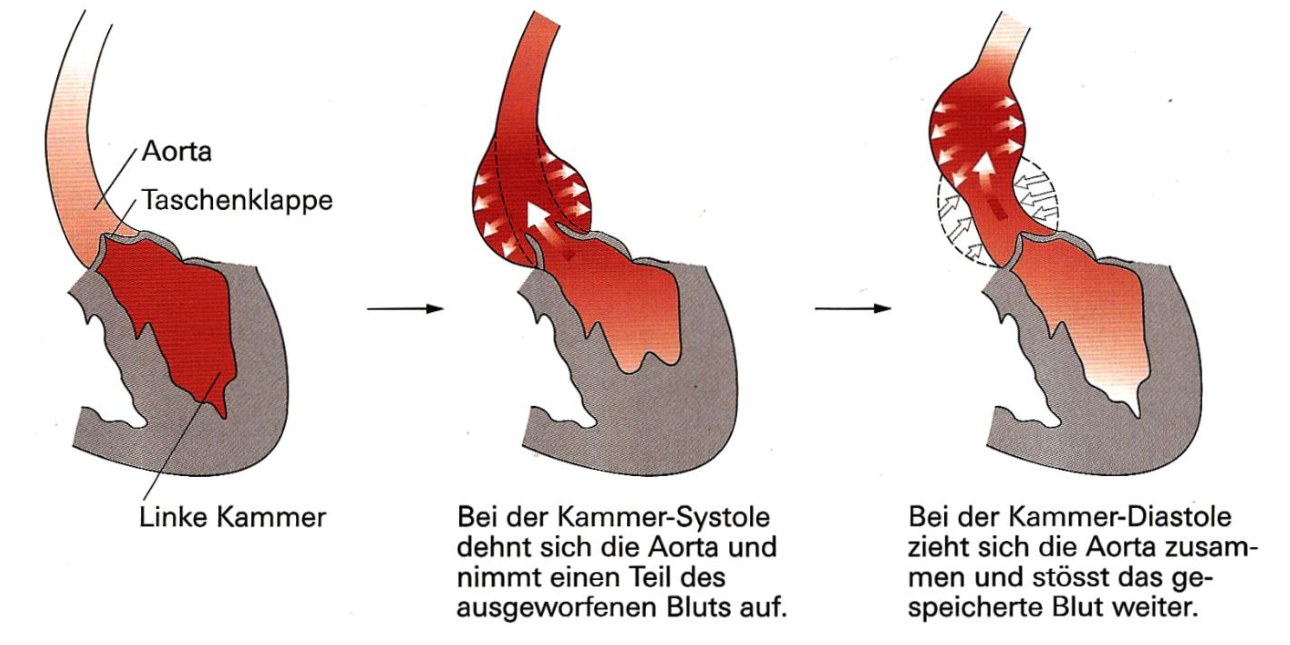 Aorta
Taschenklappe
Linke Kammer
Bei der Kammer-Systole
dehnt sich die Aorta und
nimmt einen Teil des
ausgeworfenen Bluts auf.
Bei der Kammer-Diastole
zieht sich die Aorta zusam-
men und stösst das ge-
speicherte Blut weiter.